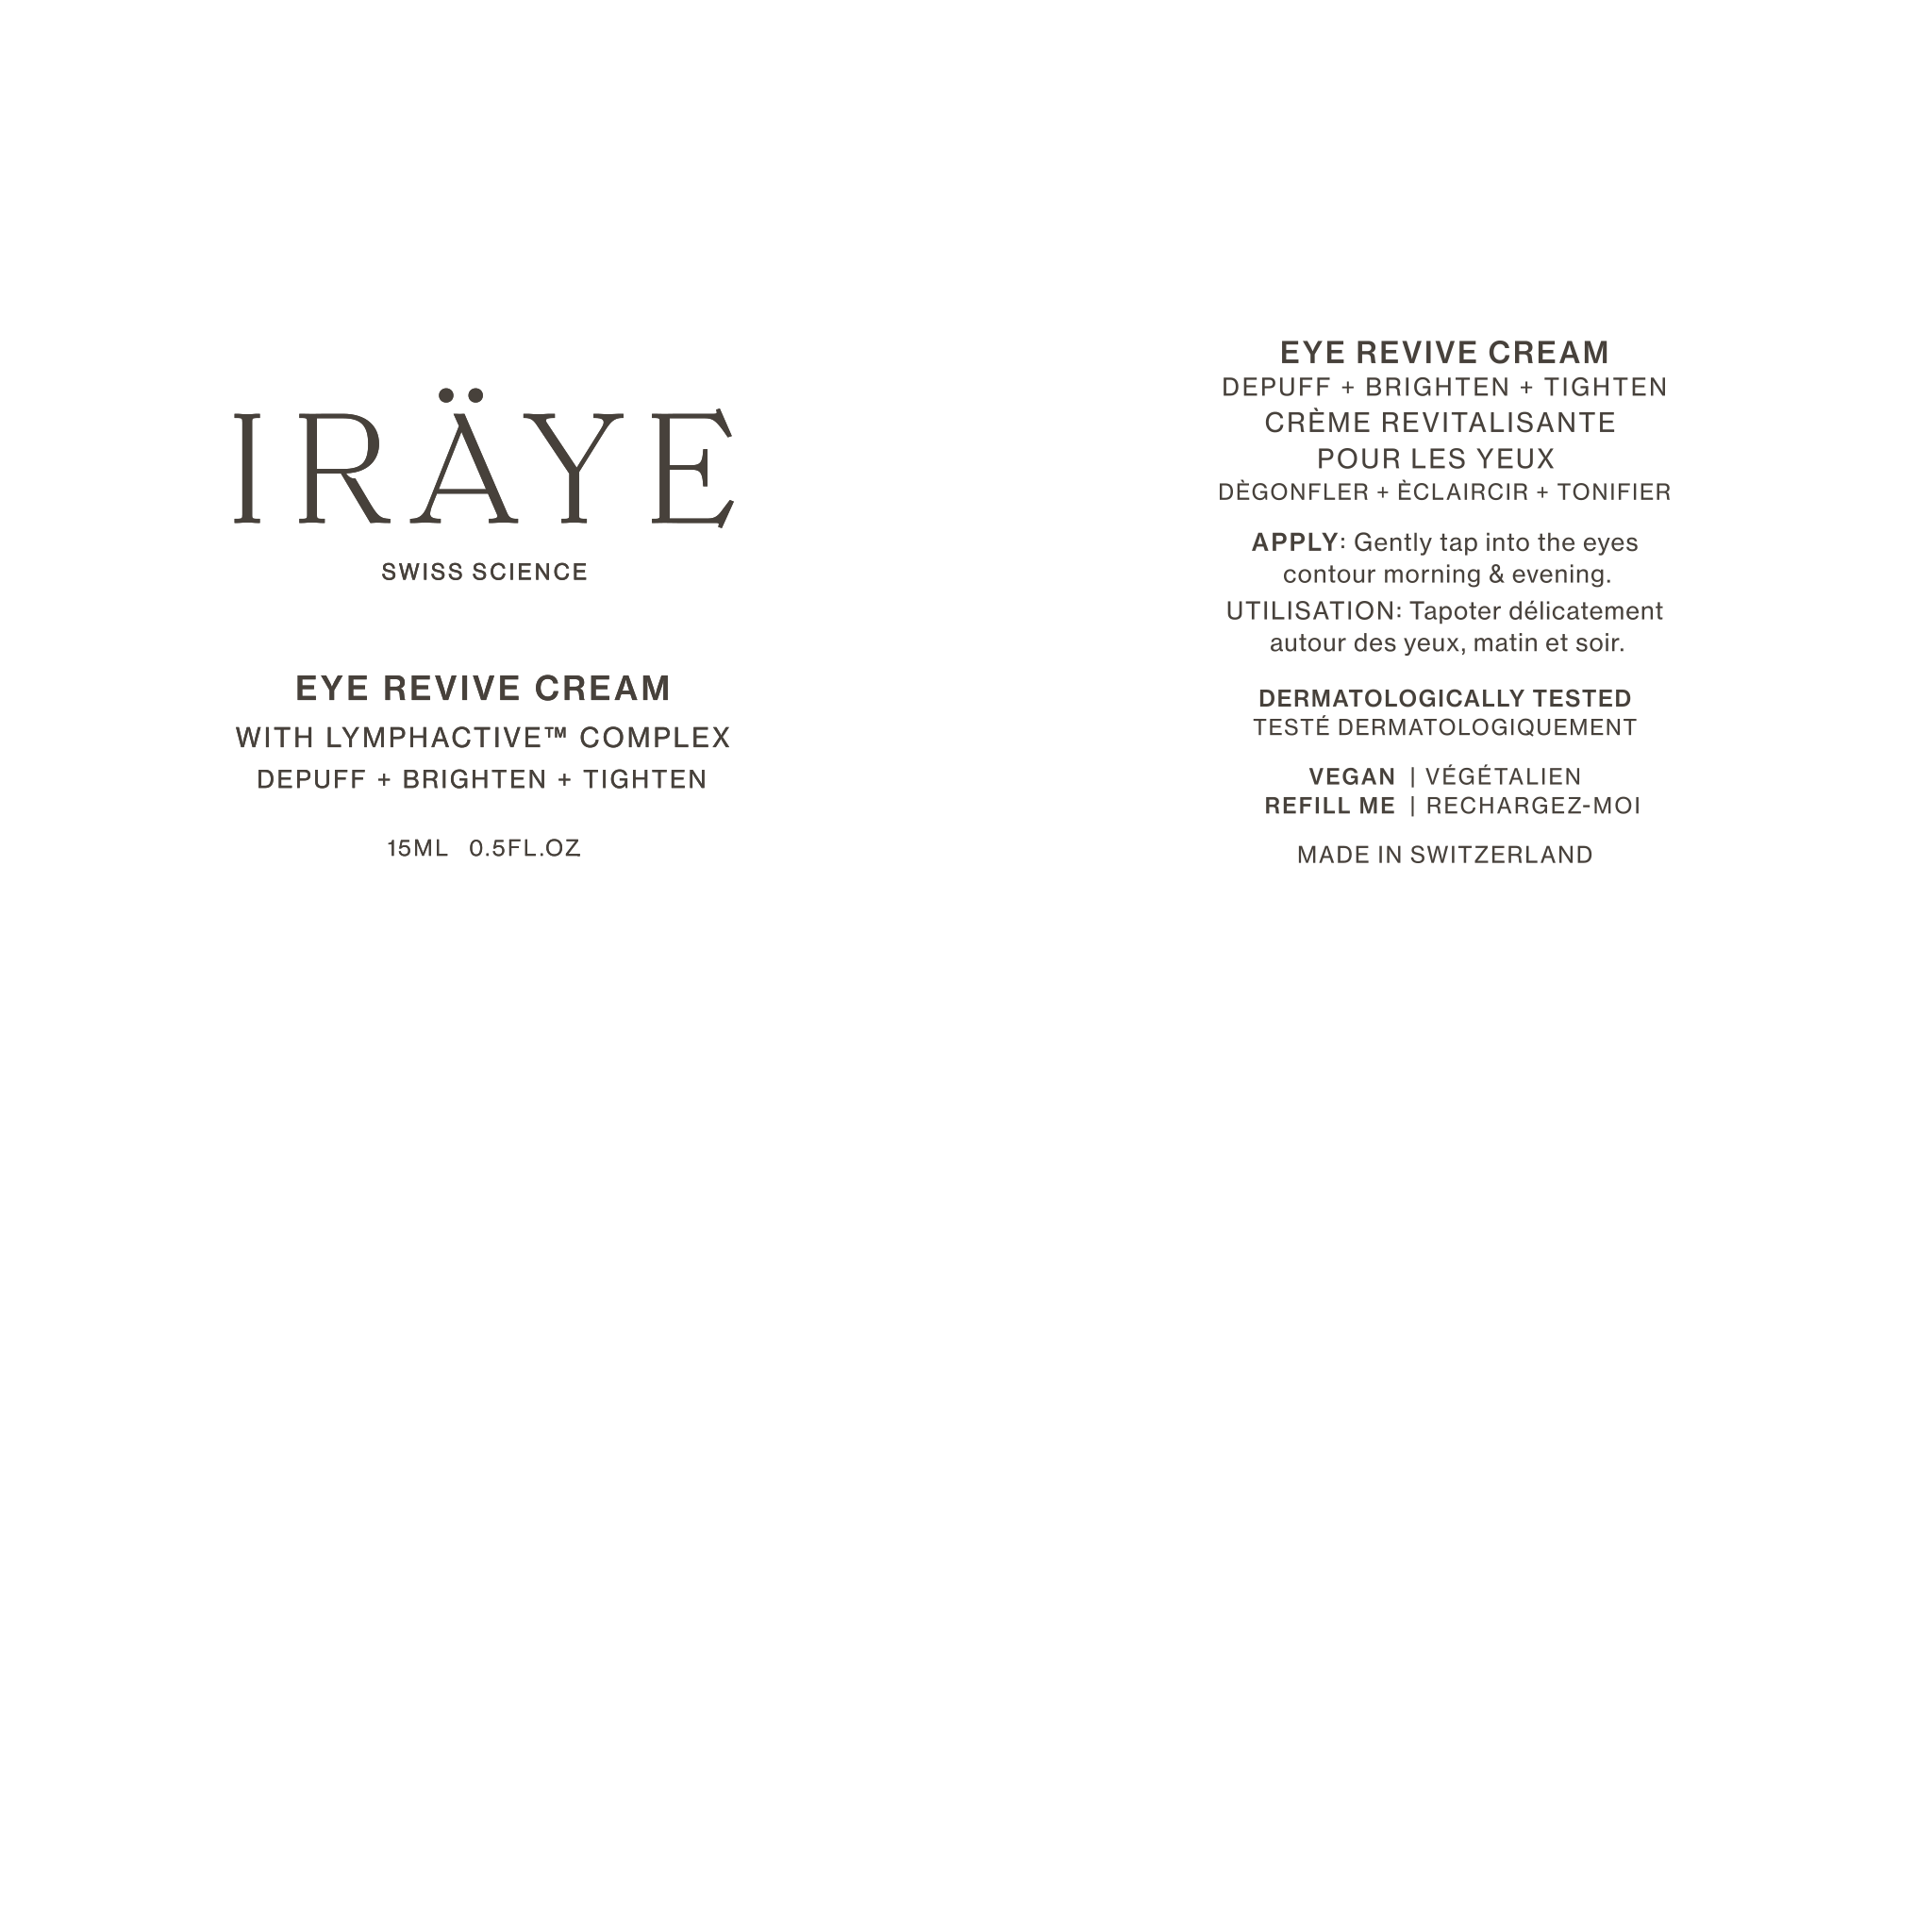 IRÄYE
SWISS SCIENCE
EYE REVIVE CREAM
WITH LYMPHACTIVE™ COMPLEX
DEPUFF + BRIGHTEN + TIGHTEN
15ML 0.5FL.OZ
EYE REVIVE CREAM
DEPUFF + BRIGHTEN + TIGHTEN
CRÈME REVITALISANTE
POUR LES YEUX
DÈGONFLER + ÈCLAIRCIR + TONIFIER
APPLY: Gently tap into the eyes
contour morning & evening.
UTILISATION: Tapoter délicatement
autour des yeux, matin et soir.
DERMATOLOGICALLY TESTED
TESTÉ DERMATOLOGIQUEMENT
VEGAN | VÉGÉTALIEN
REFILL ME | RECHARGEZ-MOI
MADE IN SWITZERLAND